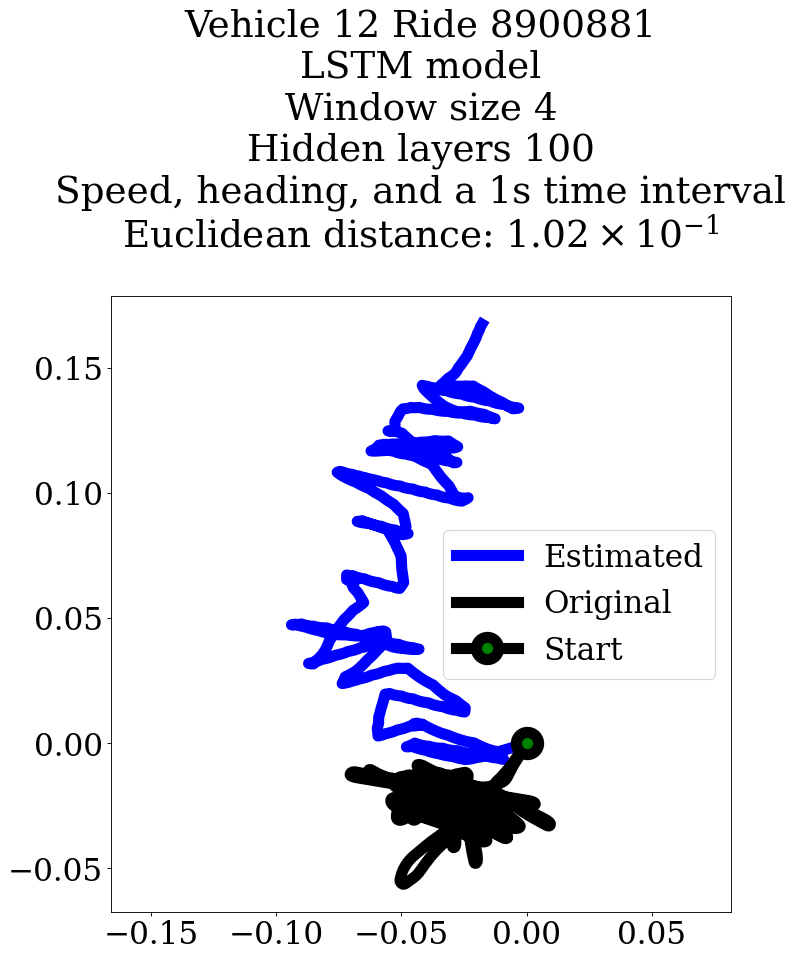 Vehicle 12 Ride 8900881
LSTM model
Window size 4
Hidden layers 100
Speed, heading, and a 1s time interval
Euclidean distance: 1.02 × 10⁻¹
0.15
0.10
0.05
0.00
−0.05
Estimated
Original
Start
−0.15
−0.10
−0.05
0.00
0.05